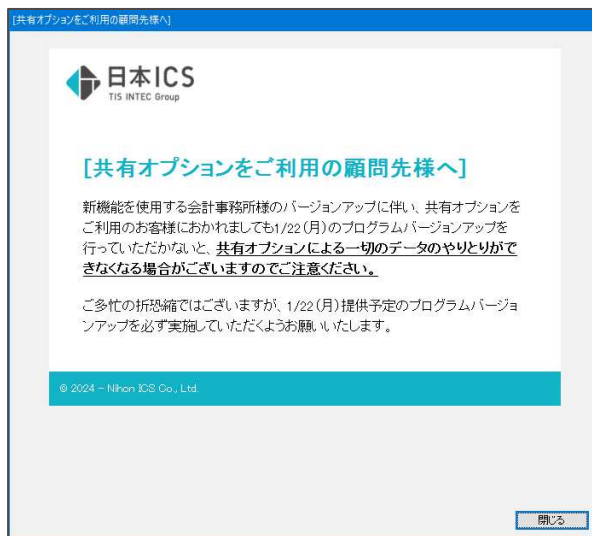 [共有オプションをご利用の顧問先様へ]
日本ICS
TIS INTEC Group
[共有オプションをご利用の顧問先様へ]
新機能を使用する会計事務所様のバージョンアップに伴い、共有オプションを
ご利用のお客様におかれましても1/22(月)のプログラムバージョンアップを
行っていただかないと、共有オプションによる一切のデータのやりとりがで
きなくなる場合がございますのでご注意ください。
ご多忙の折恐縮ではございますが、1/22(月)提供予定のプログラムバージョ
ンアップを必ず実施していただくようお願いいたします。
© 2024 – Nihon ICS Co., Ltd.
閉じる